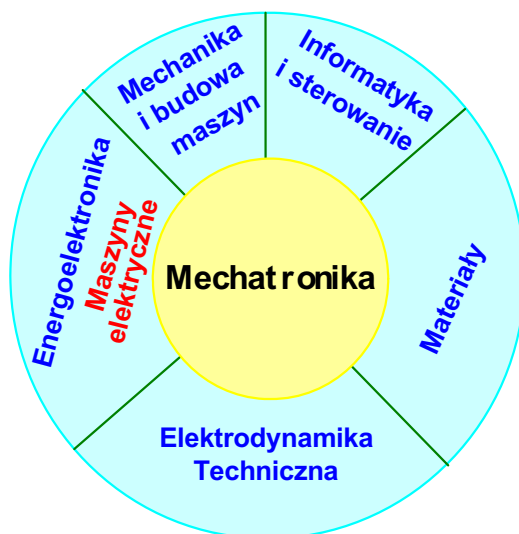 Mechanika
i budowa
maszyn
Informatyka
i sterowanie
Energoelektronika
Maszyny
elektryczne
Mechatronika
Materiały
Elektrodynamika
Techniczna